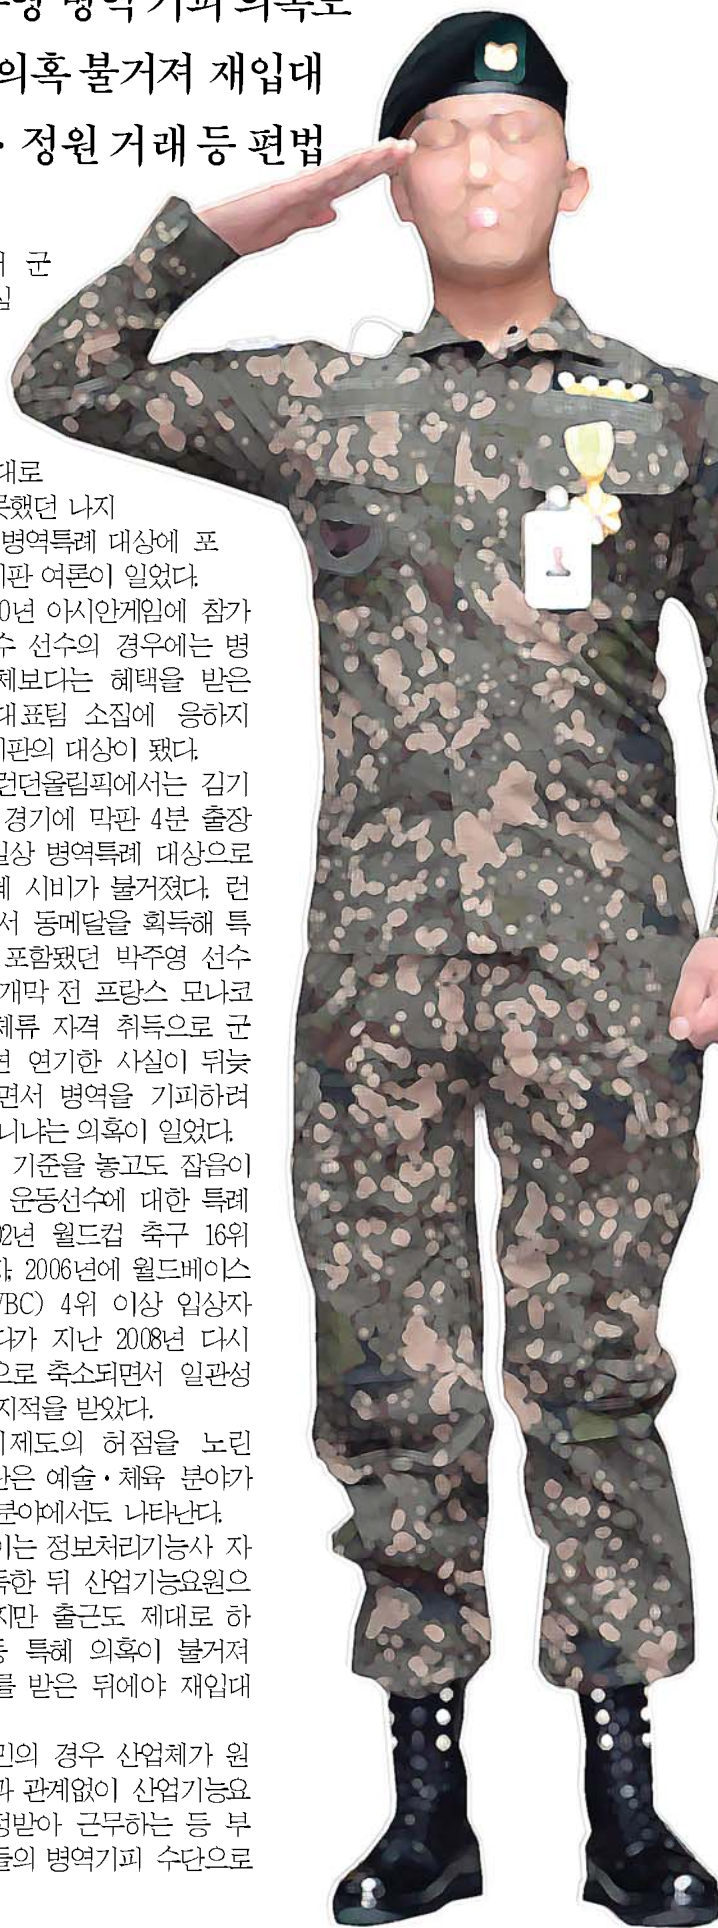 병역 기피 의혹도
의혹 불거져 재입대
· 정원 거래 등 편법
군
대로
못했던 나지
병역특례 대상에 포
비판 여론이 일었다.
0년 아시안게임에 참가
수 선수의 경우에는 병
체보다는 혜택을 받은
대표팀 소집에 응하지
비판의 대상이 됐다.
런던올림픽에서는 김기
경기에 막판 4분 출장
실상 병역특례 대상으로
시비가 불거졌다. 런
서 동메달을 획득해 특
포함됐던 박주영 선수
개막 전 프랑스 모나코
체류 자격 취득으로 군
연기한 사실이 뒤늦
면서 병역을 기피하려
니냐는 의혹이 일었다.
기준을 놓고도 잡음이
운동선수에 대한 특례
02년 월드컵 축구 16위
자, 2006년에 월드베이스
BC) 4위 이상 입상자
다가 지난 2008년 다시
으로 축소되면서 일관성
지적을 받았다.
제도의 허점을 노린
단은 예술·체육 분야가
분야에서도 나타난다.
이는 정보처리기능사 자
득한 뒤 산업기능요원으
지만 출근도 제대로 하
등 특혜 의혹이 불거져
를 받은 뒤에야 재입대
민의 경우 산업체가 원
과 관계없이 산업기능요
정받아 근무하는 등 부
들의 병역기피 수단으로